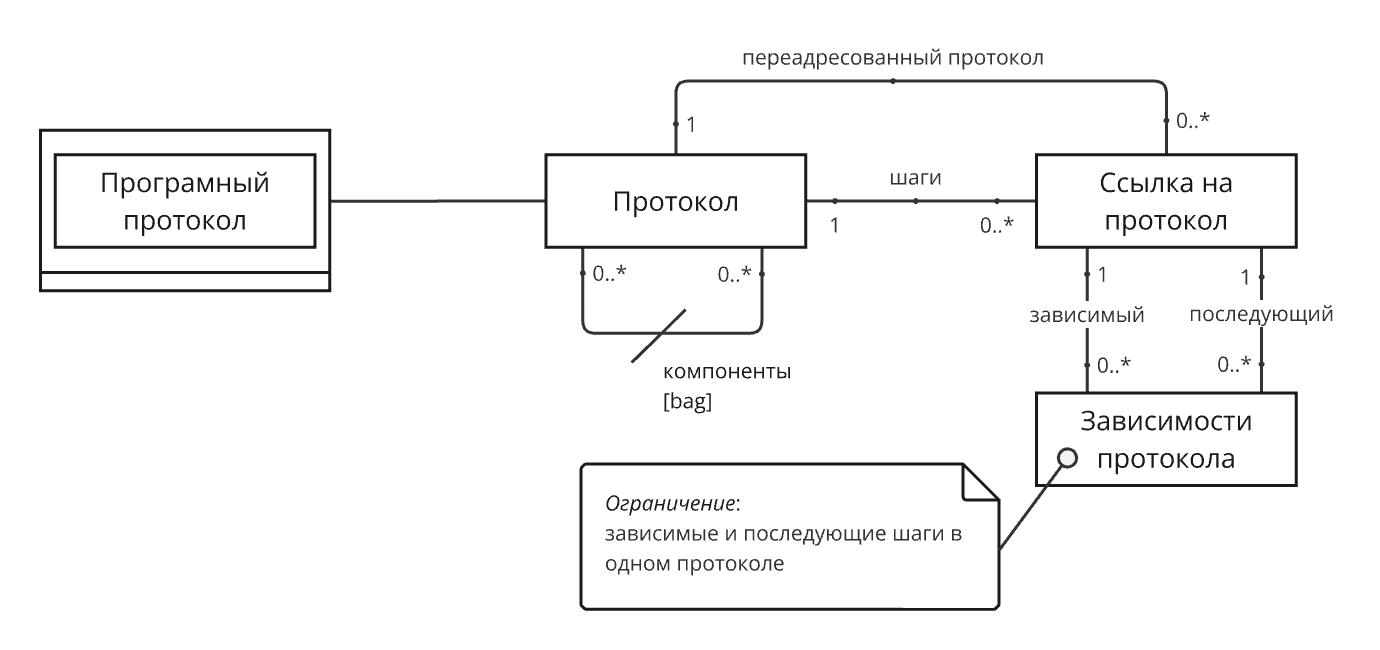 переадресованный протокол
1
0..*
Програмный
протокол
Протокол
шаги
1
0..*
Ссылка на
протокол
0..*
0..*
компоненты
[bag]
1
1
зависимый
последующий
0..*
0..*
Зависимости
протокола
Ограничение:
зависимые и последующие шаги в
одном протоколе